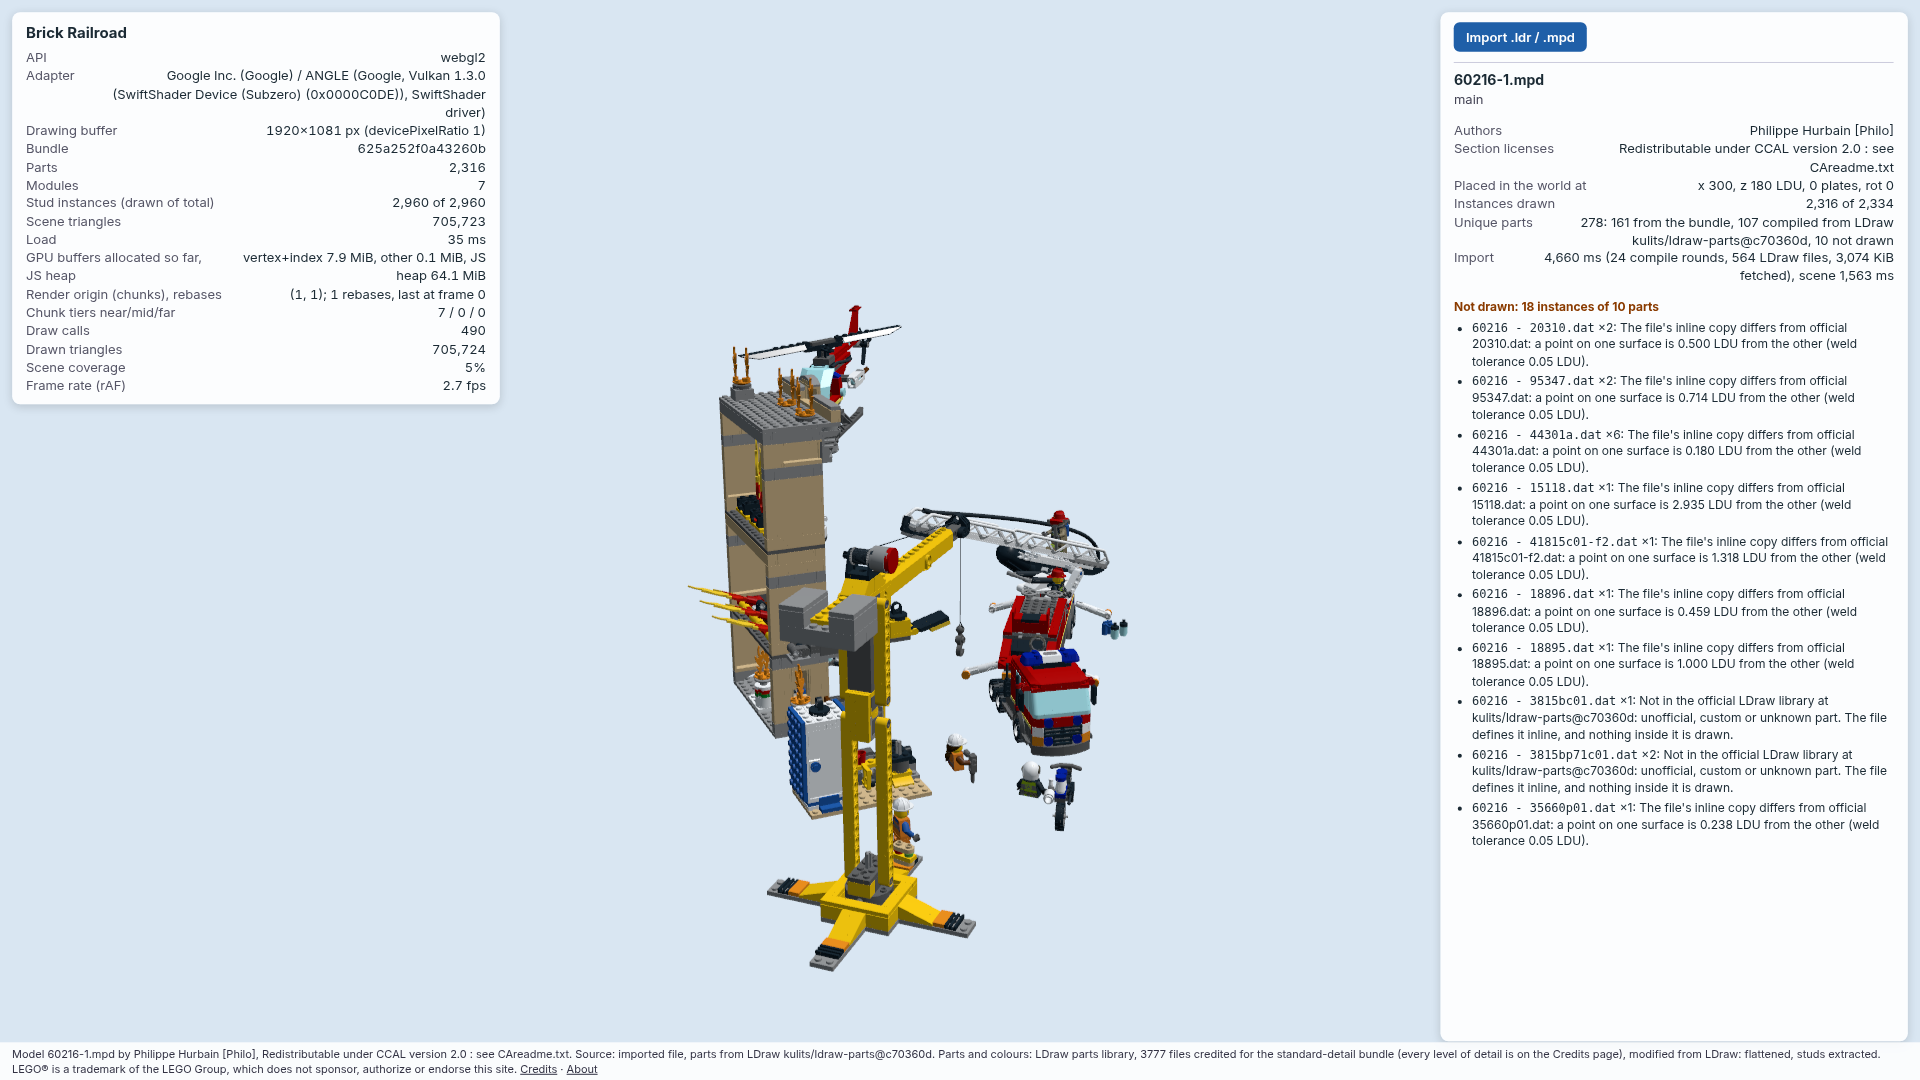 Brick Railroad
API webgl2
Adapter Google Inc. (Google) / ANGLE (Google, Vulkan 1.3.0
(SwiftShader Device (Subzero) (0x0000C0DE)), SwiftShader
driver)
Drawing buffer 1920×1081 px (devicePixelRatio 1)
Bundle 625a252f0a43260b
Parts 2,316
Modules 7
Stud instances (drawn of total) 2,960 of 2,960
Scene triangles 705,723
Load 35 ms
GPU buffers allocated so far, vertex+index 7.9 MiB, other 0.1 MiB, JS
JS heap heap 64.1 MiB
Render origin (chunks), rebases (1, 1); 1 rebases, last at frame 0
Chunk tiers near/mid/far 7 / 0 / 0
Draw calls 490
Drawn triangles 705,724
Scene coverage 5%
Frame rate (rAF) 2.7 fps
Import .ldr / .mpd
60216-1.mpd
main
Authors Philippe Hurbain [Philo]
Section licenses Redistributable under CCAL version 2.0 : see
CAreadme.txt
Placed in the world at x 300, z 180 LDU, 0 plates, rot 0
Instances drawn 2,316 of 2,334
Unique parts 278: 161 from the bundle, 107 compiled from LDraw
kulits/ldraw-parts@c70360d, 10 not drawn
Import 4,660 ms (24 compile rounds, 564 LDraw files, 3,074 KiB
fetched), scene 1,563 ms
Not drawn: 18 instances of 10 parts
• 60216 - 20310.dat ×2: The file's inline copy differs from official
20310.dat: a point on one surface is 0.500 LDU from the other (weld
tolerance 0.05 LDU).
• 60216 - 95347.dat ×2: The file's inline copy differs from official
95347.dat: a point on one surface is 0.714 LDU from the other (weld
tolerance 0.05 LDU).
• 60216 - 44301a.dat ×6: The file's inline copy differs from official
44301a.dat: a point on one surface is 0.180 LDU from the other (weld
tolerance 0.05 LDU).
• 60216 - 15118.dat ×1: The file's inline copy differs from official
15118.dat: a point on one surface is 2.935 LDU from the other (weld
tolerance 0.05 LDU).
• 60216 - 41815c01-f2.dat ×1: The file's inline copy differs from official
41815c01-f2.dat: a point on one surface is 1.318 LDU from the other (weld
tolerance 0.05 LDU).
• 60216 - 18896.dat ×1: The file's inline copy differs from official
18896.dat: a point on one surface is 0.459 LDU from the other (weld
tolerance 0.05 LDU).
• 60216 - 18895.dat ×1: The file's inline copy differs from official
18895.dat: a point on one surface is 1.000 LDU from the other (weld
tolerance 0.05 LDU).
• 60216 - 3815bc01.dat ×1: Not in the official LDraw library at
kulits/ldraw-parts@c70360d: unofficial, custom or unknown part. The file
defines it inline, and nothing inside it is drawn.
• 60216 - 3815bp71c01.dat ×2: Not in the official LDraw library at
kulits/ldraw-parts@c70360d: unofficial, custom or unknown part. The file
defines it inline, and nothing inside it is drawn.
• 60216 - 35660p01.dat ×1: The file's inline copy differs from official
35660p01.dat: a point on one surface is 0.238 LDU from the other (weld
tolerance 0.05 LDU).
Model 60216-1.mpd by Philippe Hurbain [Philo], Redistributable under CCAL version 2.0 : see CAreadme.txt. Source: imported file, parts from LDraw kulits/ldraw-parts@c70360d. Parts and colours: LDraw parts library, 3777 files credited for the standard-detail bundle (every level of detail is on the Credits page), modified from LDraw: flattened, studs extracted.
LEGO® is a trademark of the LEGO Group, which does not sponsor, authorize or endorse this site. Credits · About